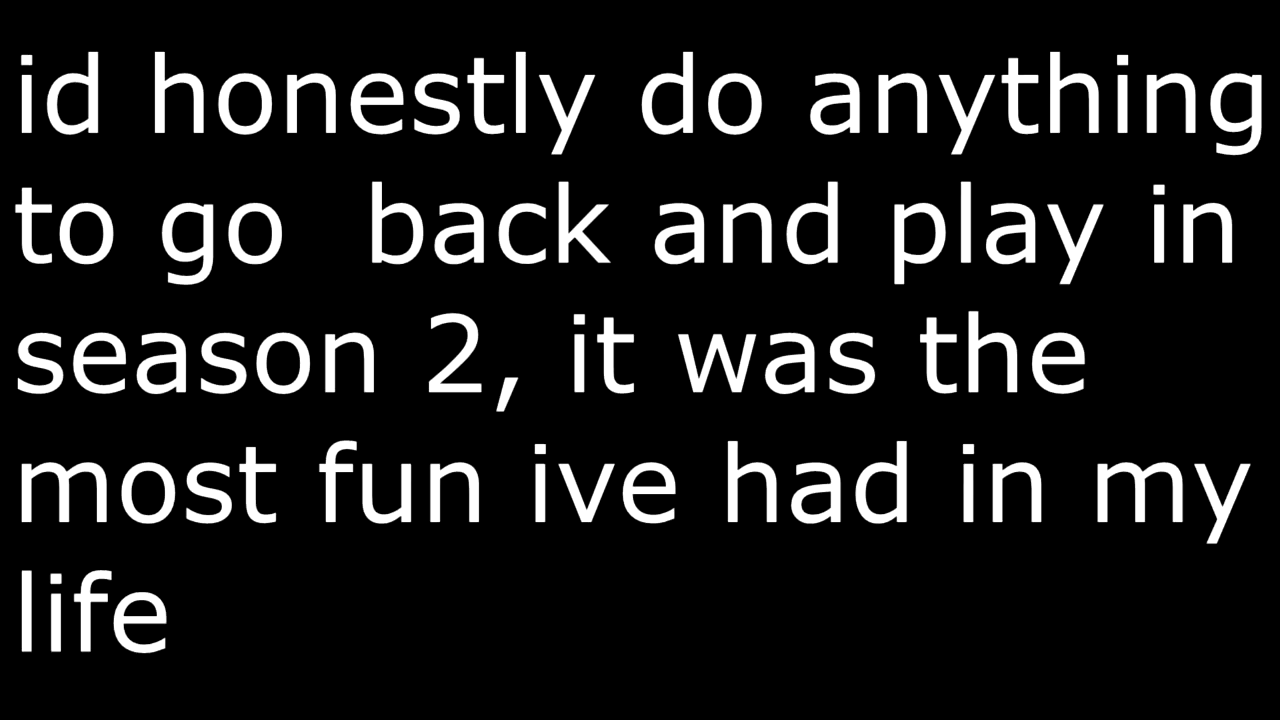 id honestly do anything
to go  back and play in
season 2, it was the
most fun ive had in my
life